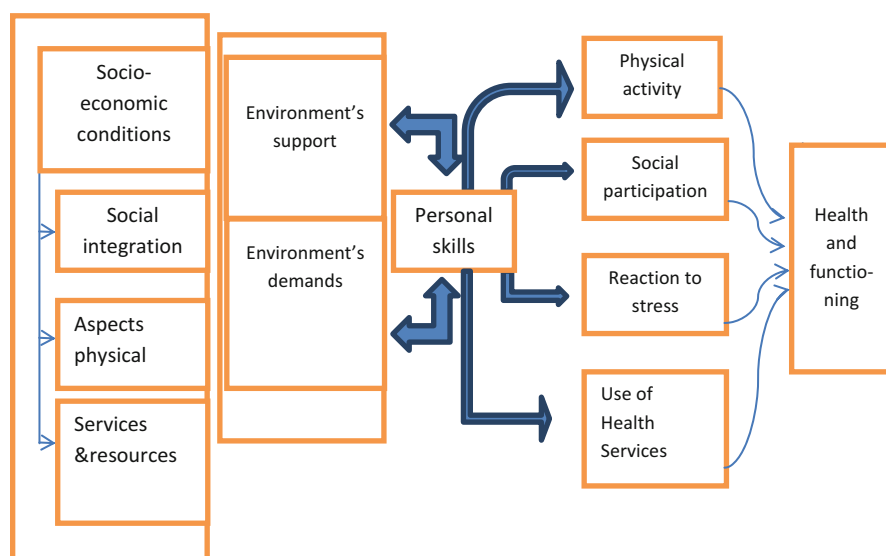 Socio-
economic
conditions
Social
integration
Aspects
physical
Services
&resources
Environment’s
support
Environment’s
demands
Personal
skills
Physical
activity
Social
participation
Reaction to
stress
Use of
Health
Services
Health
and
functio-
ning